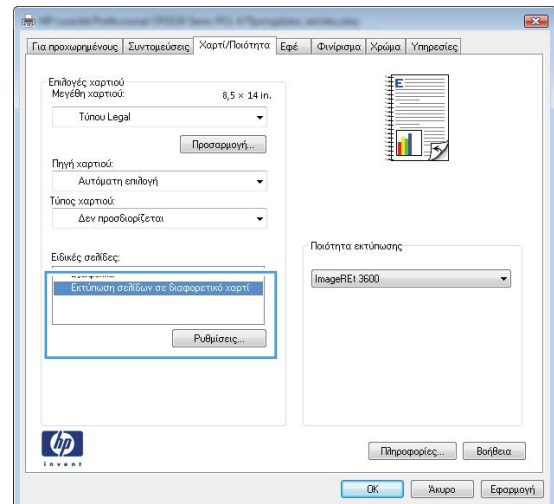 Για προχωρημένους Συντομεύσεις Χαρτί/Ποιότητα Εφέ Φινίρισμα Χρώμα Υπηρεσίες
Επιλογές χαρτιού
Μεγέθη χαρτιού: 8,5 × 14 in.
Τύπου Legal
Προσαρμογή...
Πηγή χαρτιού:
Αυτόματη επιλογή
Τύπος χαρτιού:
Δεν προσδιορίζεται
Ειδικές σελίδες:
Εκτύπωση σελίδων σε διαφορετικό χαρτί
Ρυθμίσεις...
E
Ποιότητα εκτύπωσης
ImageREt 3600
hp
invent
Πληροφορίες... Βοήθεια
OK Άκυρο Εφαρμογή